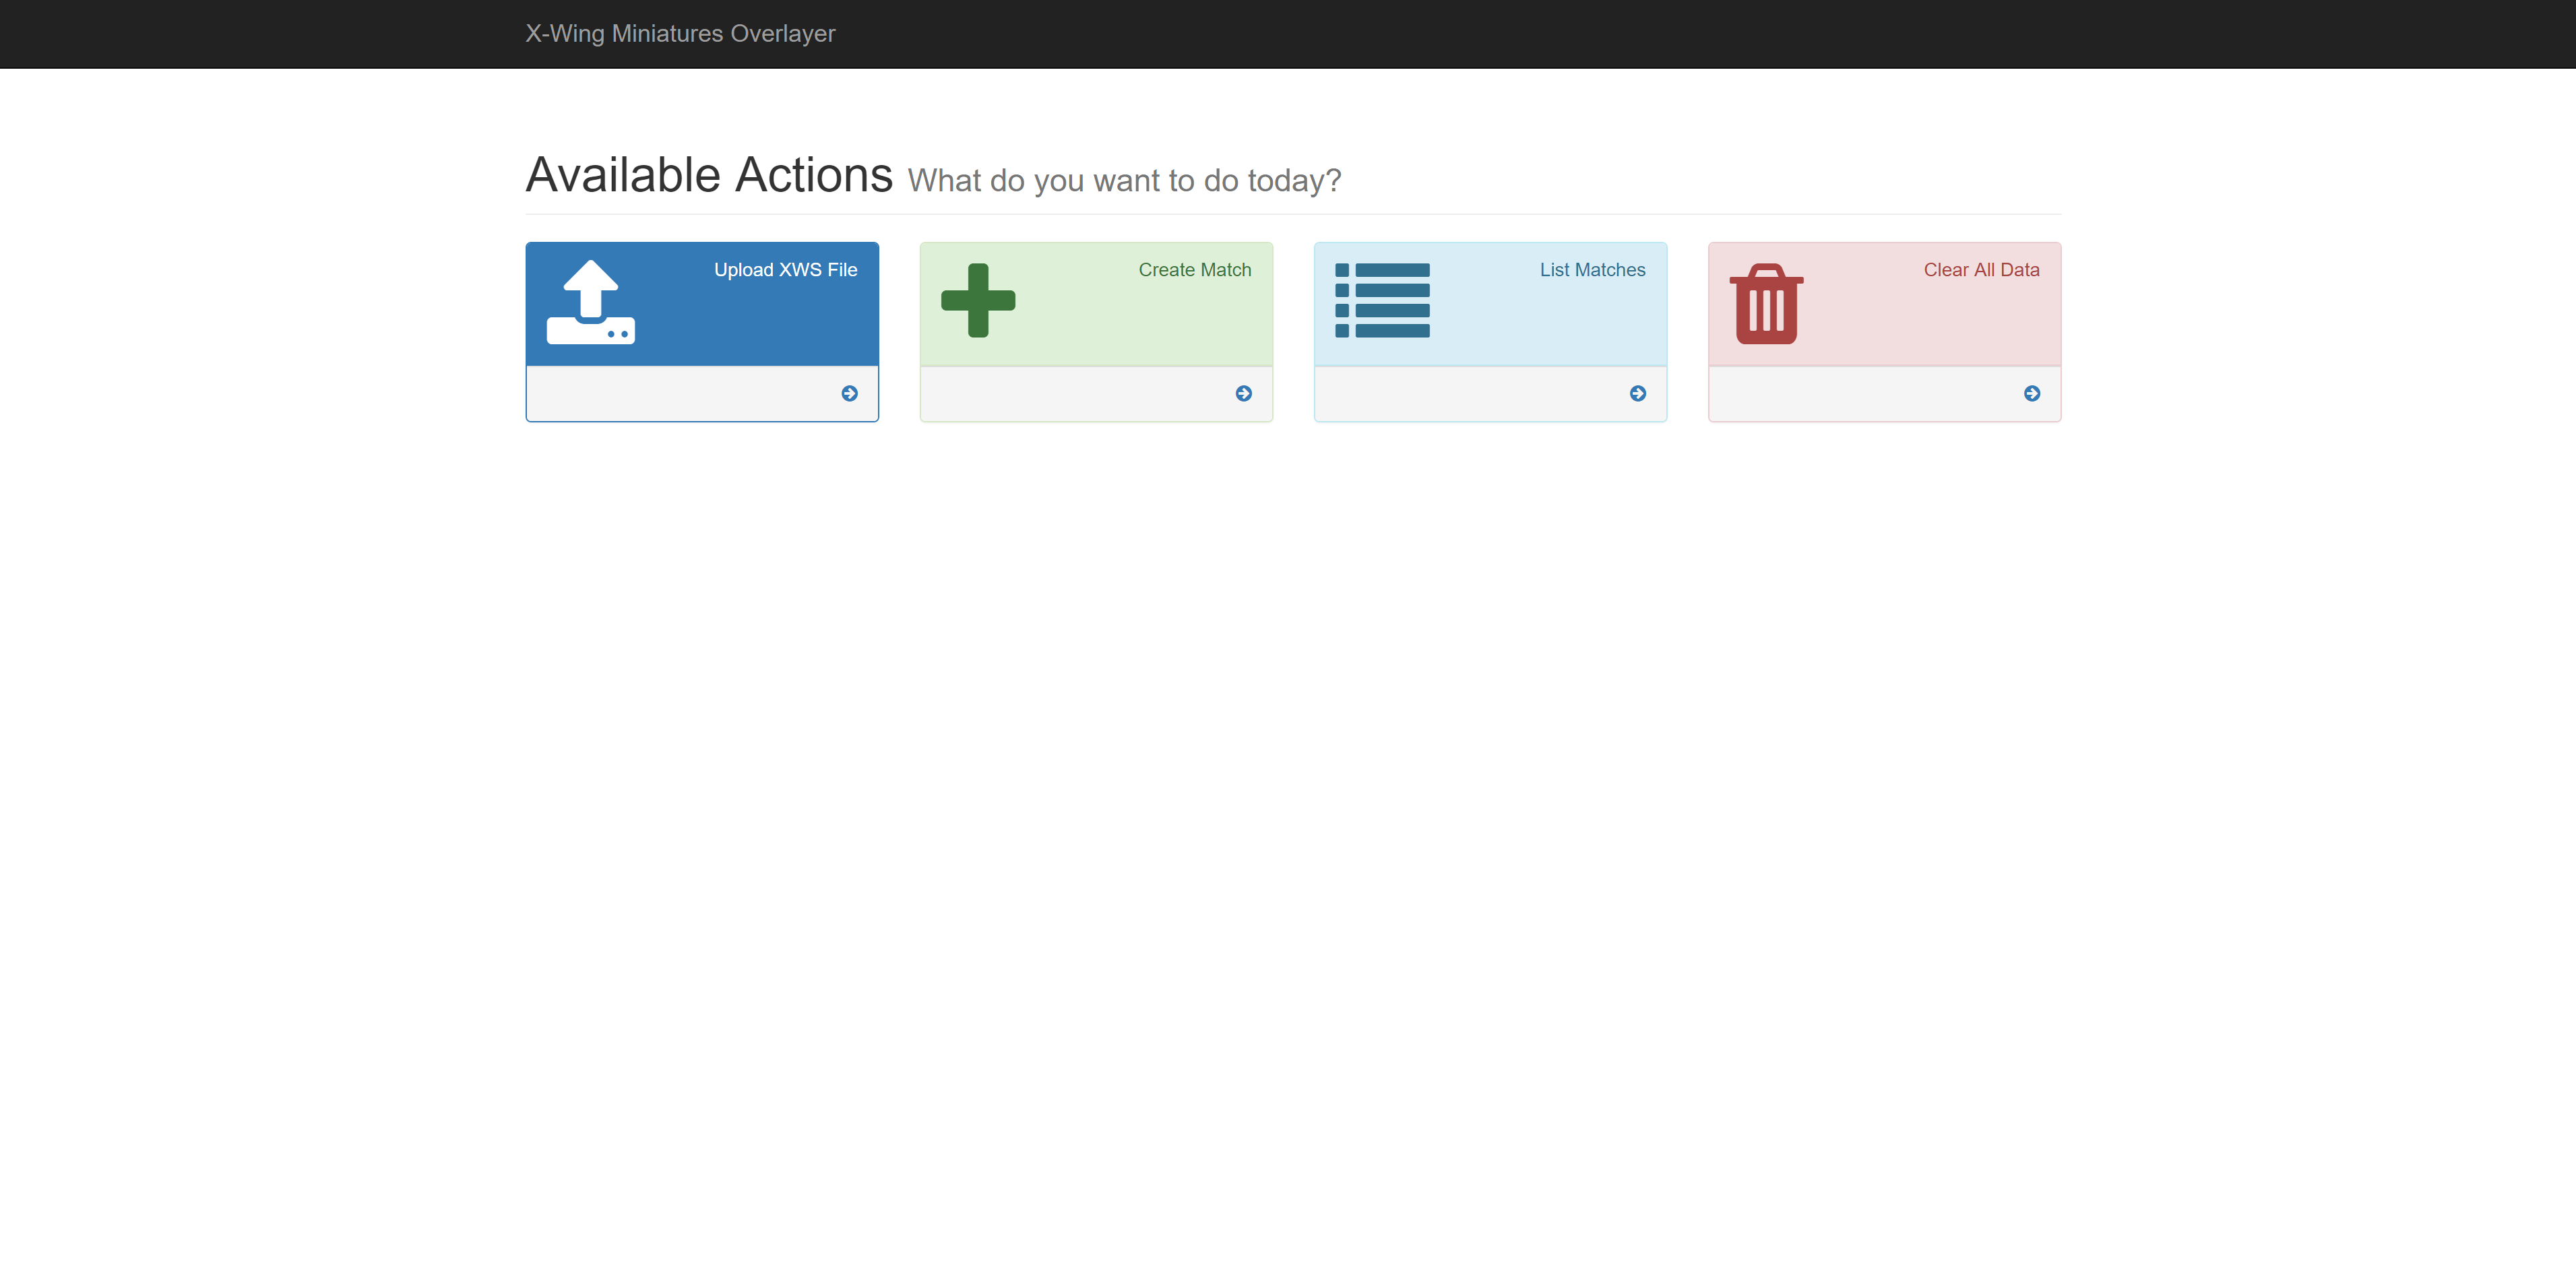 X-Wing Miniatures Overlayer
Available Actions What do you want to do today?
Upload XWS File
Create Match
List Matches
Clear All Data